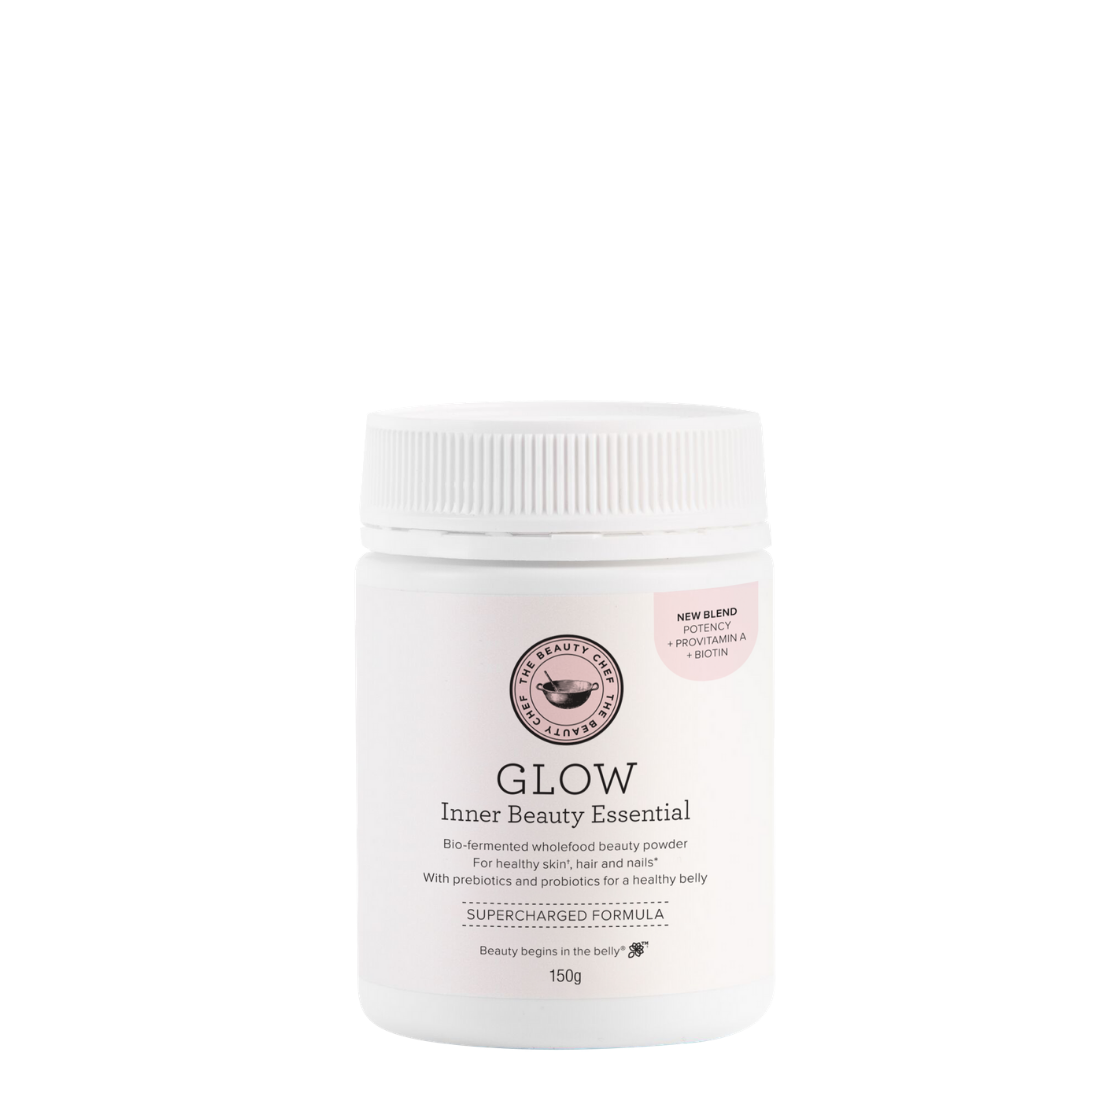 NEW BLEND
POTENCY
+ PROVITAMIN A
+ BIOTIN
THE BEAUTY CHEF THE BEAUTY CHEF
GLOW
Inner Beauty Essential
Bio-fermented wholefood beauty powder
For healthy skin†, hair and nails*
With prebiotics and probiotics for a healthy belly
SUPERCHARGED FORMULA
Beauty begins in the belly® ™
150g